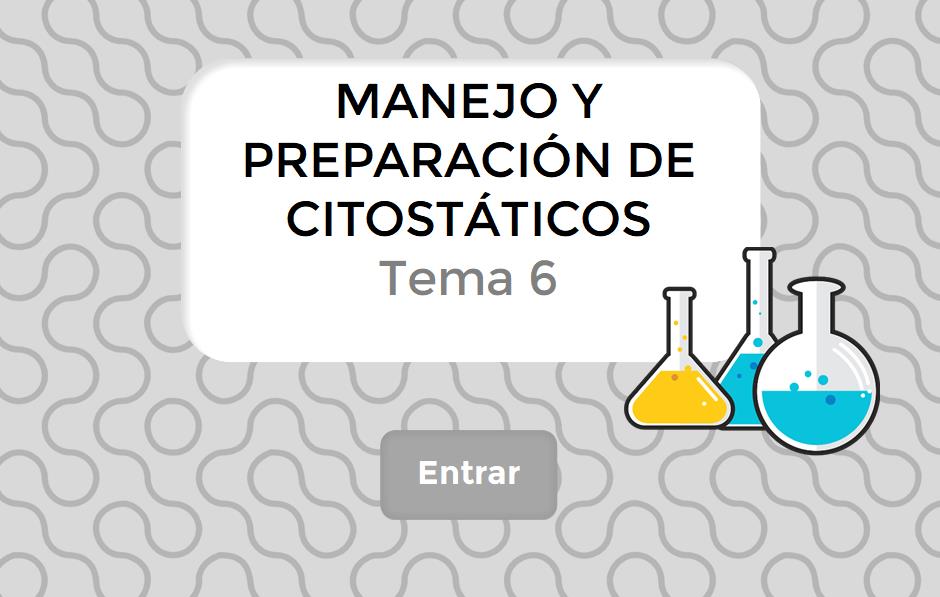 MANEJO Y
PREPARACIÓN DE
CITOSTÁTICOS
Tema 6
Entrar